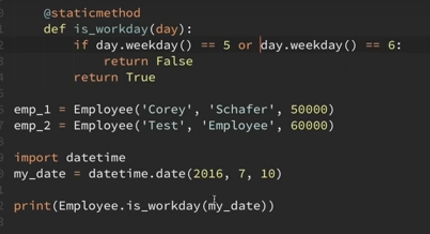 @staticmethod
def is_workday(day):
if day.weekday() == 5 or day.weekday() == 6:
return False
return True
emp_1 = Employee('Corey', 'Schafer', 50000)
emp_2 = Employee('Test', 'Employee', 60000)
import datetime
my_date = datetime.date(2016, 7, 10)
print(Employee.is_workday(my_date))